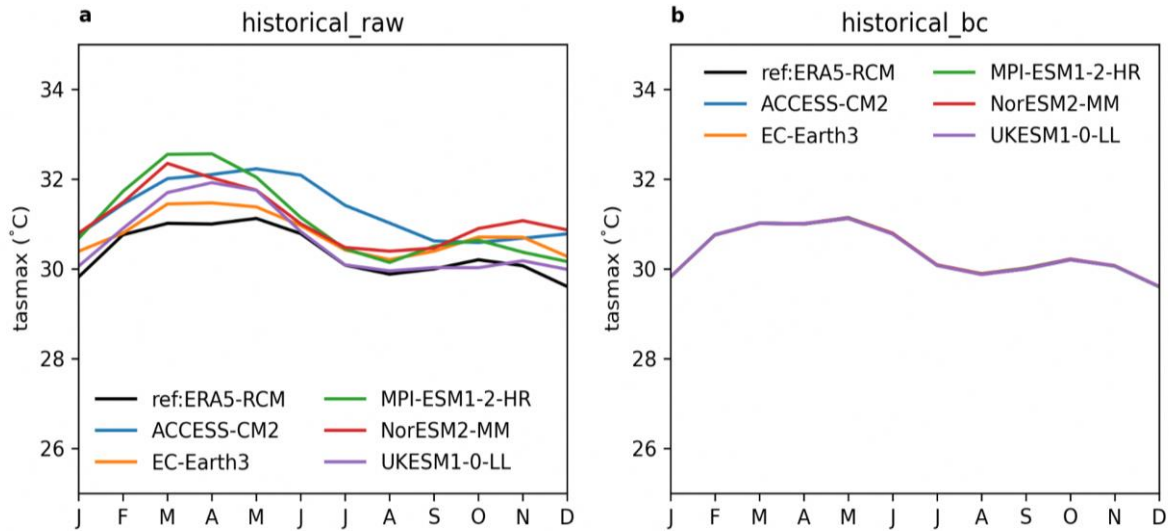 a
historical_raw
tasmax (°C)
34
32
30
28
26
ref:ERA5-RCM
ACCESS-CM2
EC-Earth3
MPI-ESM1-2-HR
NorESM2-MM
UKESM1-0-LL
J F M A M J J A S O N D
b
historical_bc
tasmax (°C)
34
32
30
28
26
ref:ERA5-RCM
ACCESS-CM2
EC-Earth3
MPI-ESM1-2-HR
NorESM2-MM
UKESM1-0-LL
J F M A M J J A S O N D